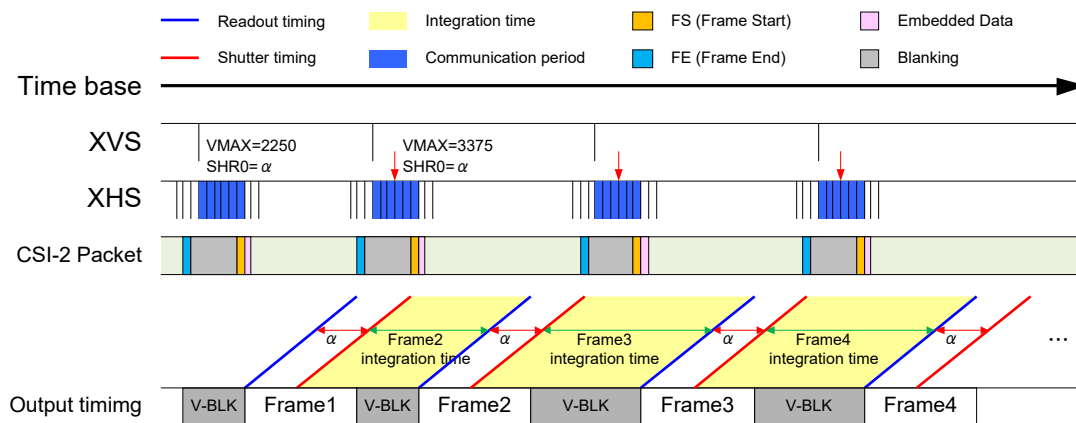 Readout timing
Integration time
FS (Frame Start)
Embedded Data
Shutter timing
Communication period
FE (Frame End)
Blanking
Time base
XVS
VMAX=2250
VMAX=3375
SHR0= α
SHR0= α
XHS
CSI-2 Packet
α
Frame2
integration time
α
Frame3
integration time
α
Frame4
integration time
α
...
Output timimg
V-BLK
Frame1
V-BLK
Frame2
V-BLK
Frame3
V-BLK
Frame4